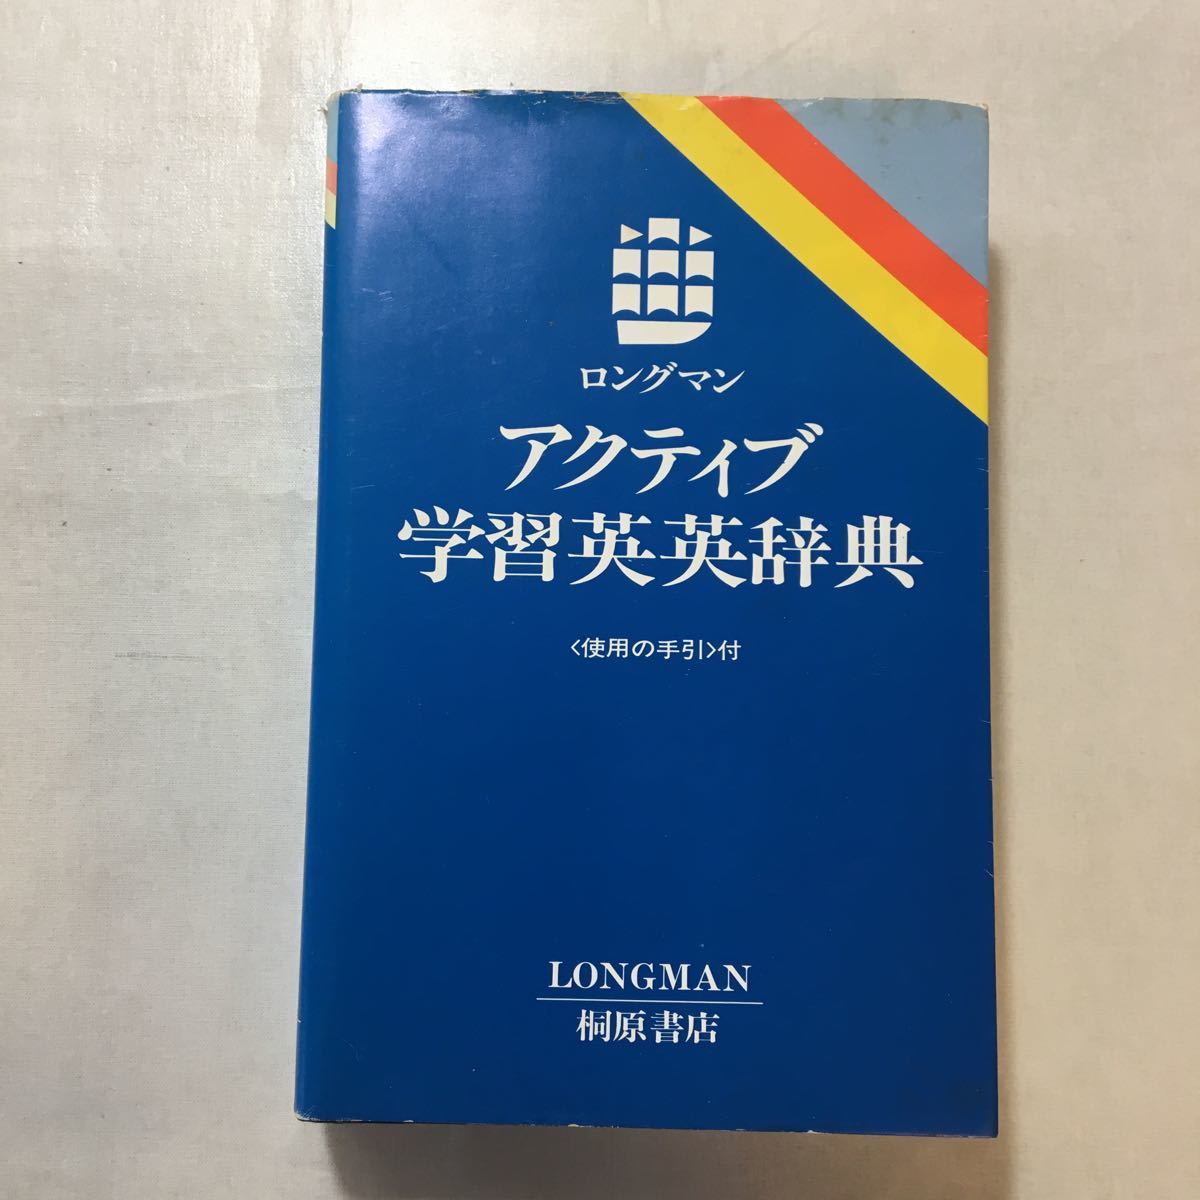 ロングマン
アクティブ
学習英英辞典
<使用の手引>付
LONGMAN
桐原書店